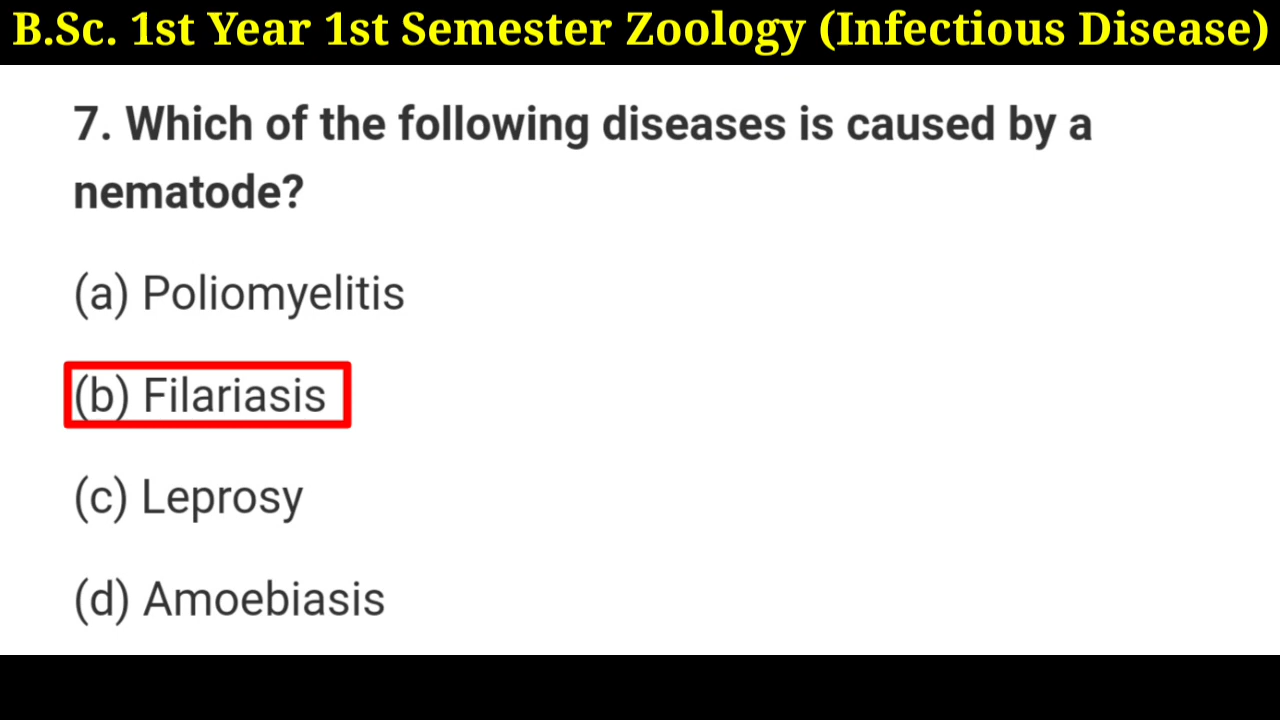 B.Sc. 1st Year 1st Semester Zoology (Infectious Disease)
7. Which of the following diseases is caused by a
nematode?
(a) Poliomyelitis
(b) Filariasis
(c) Leprosy
(d) Amoebiasis